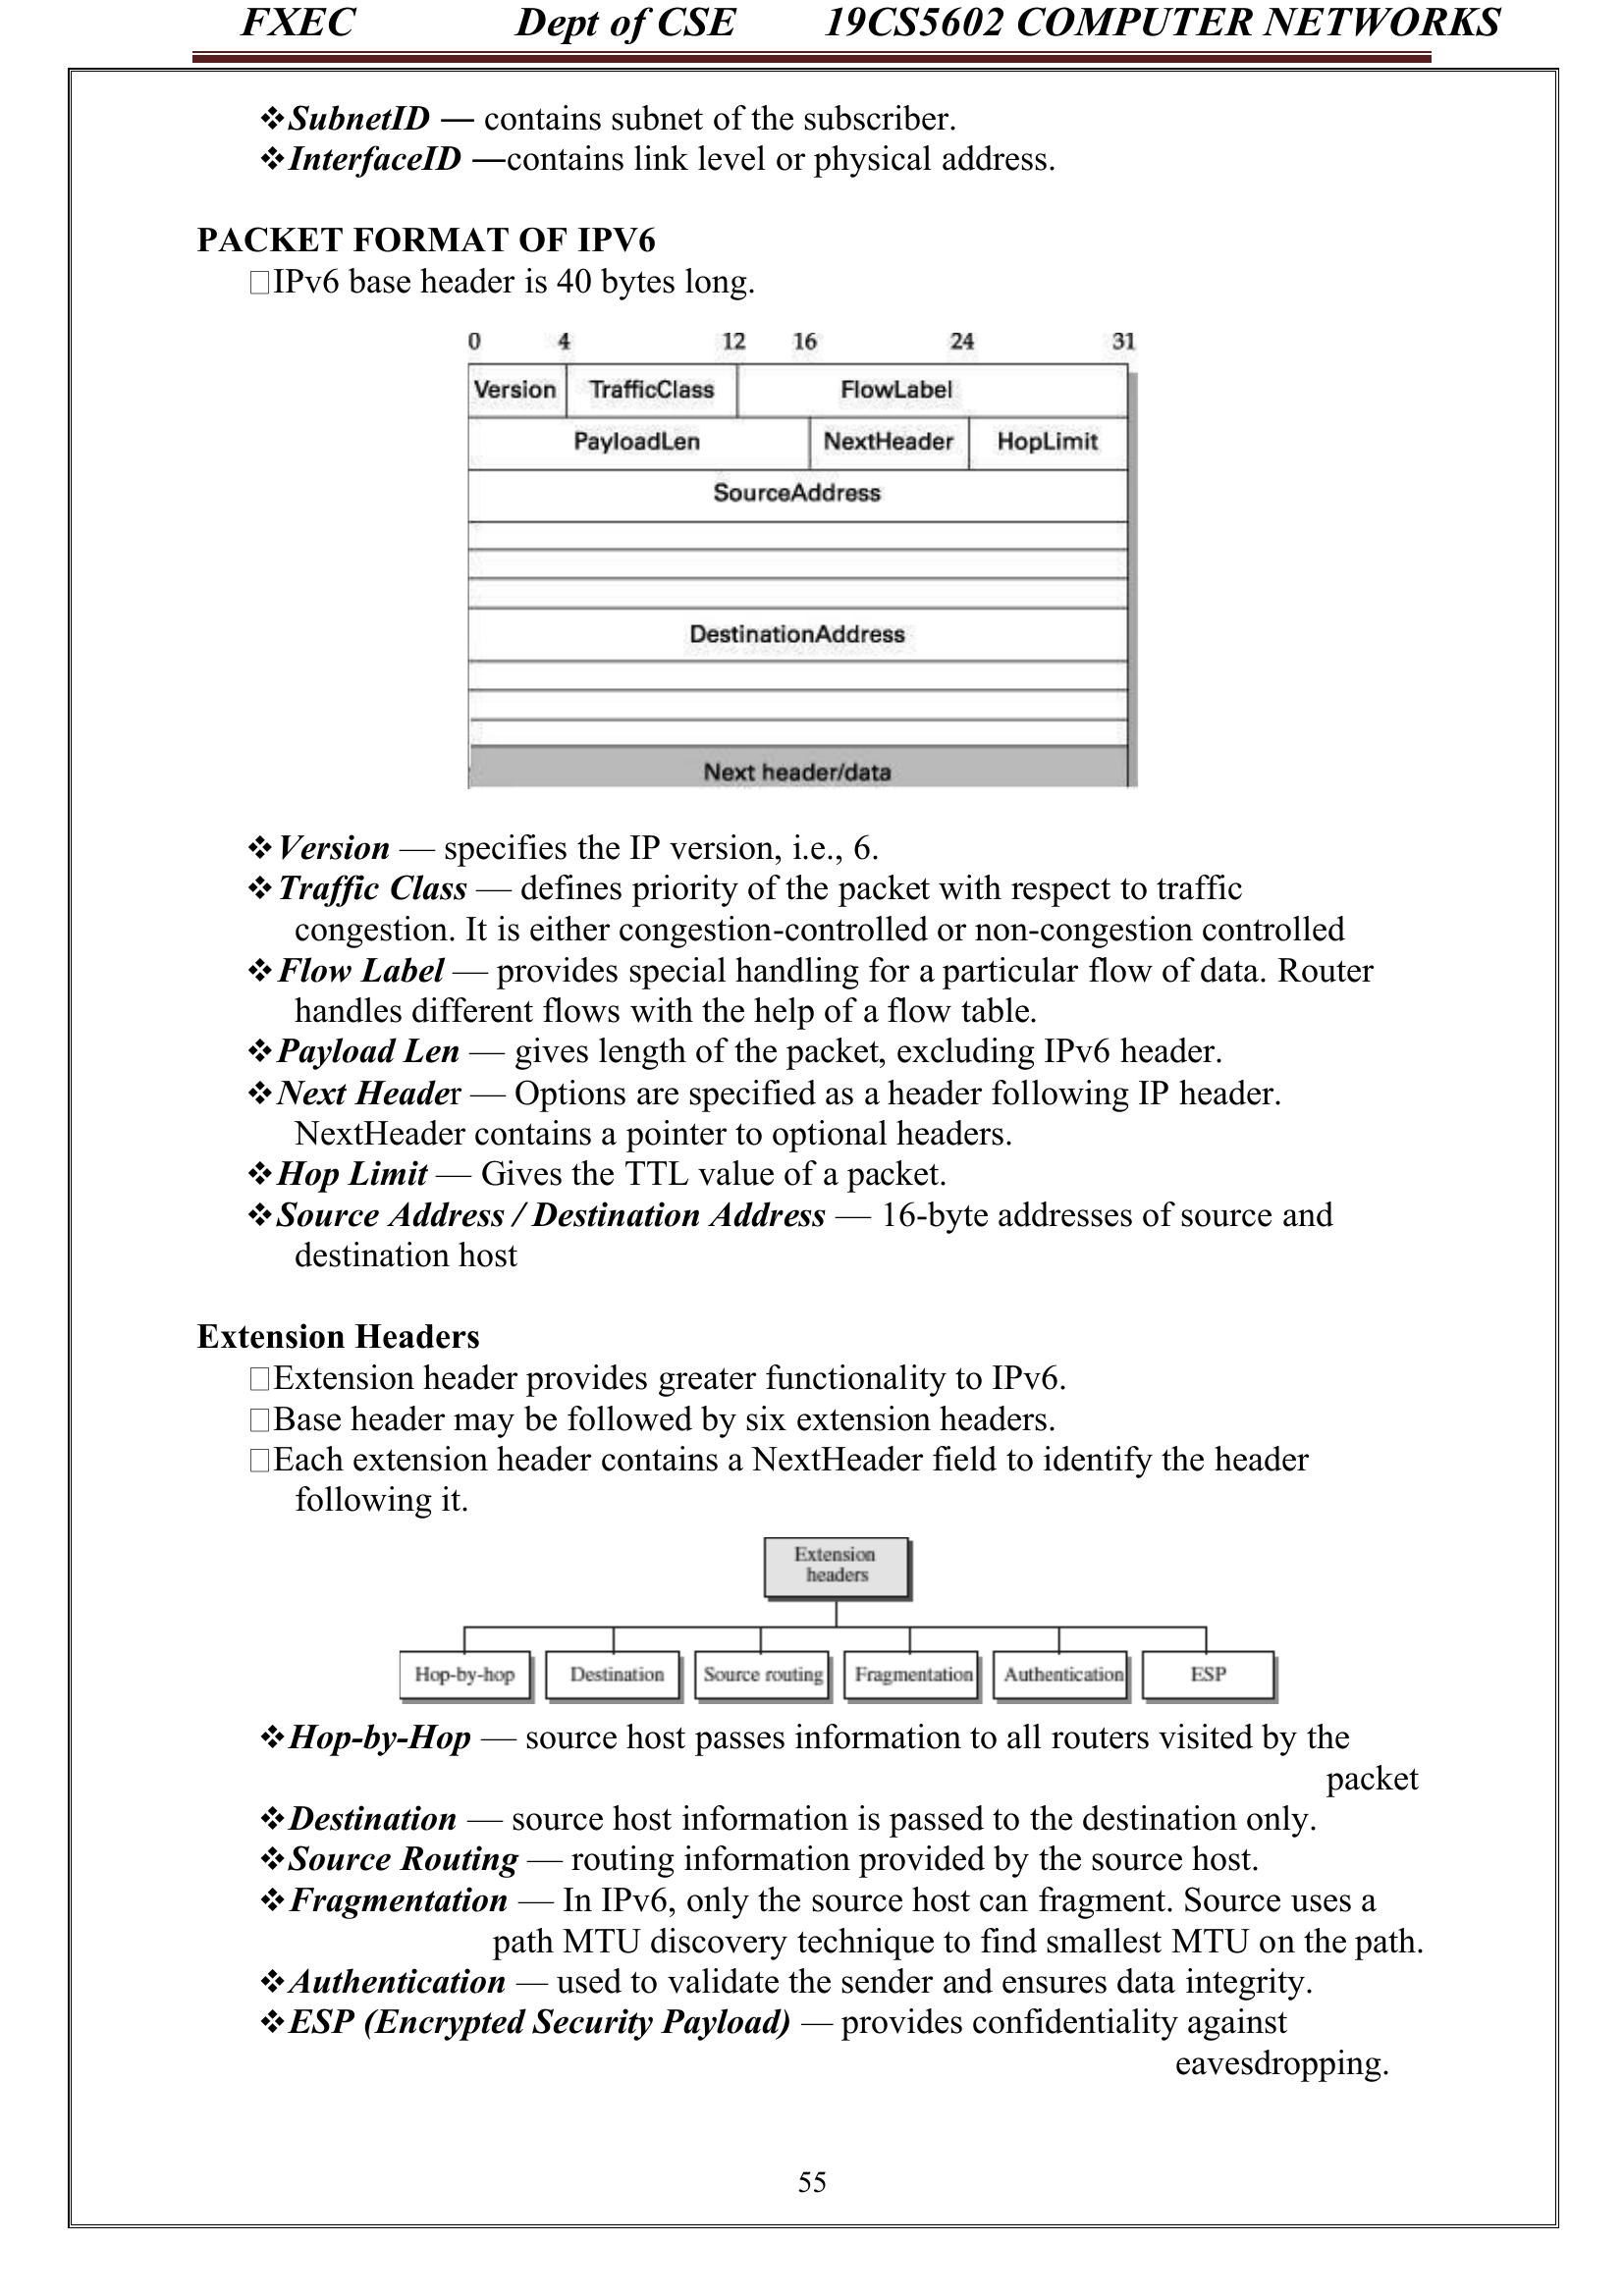 FXEC Dept of CSE 19CS5602 COMPUTER NETWORKS
❖SubnetID — contains subnet of the subscriber.
❖InterfaceID —contains link level or physical address.
PACKET FORMAT OF IPV6
□IPv6 base header is 40 bytes long.
0 4 12 16 24 31
Version TrafficClass FlowLabel
PayloadLen NextHeader HopLimit
SourceAddress
DestinationAddress
Next header/data
❖Version — specifies the IP version, i.e., 6.
❖Traffic Class — defines priority of the packet with respect to traffic
congestion. It is either congestion-controlled or non-congestion controlled
❖Flow Label — provides special handling for a particular flow of data. Router
handles different flows with the help of a flow table.
❖Payload Len — gives length of the packet, excluding IPv6 header.
❖Next Header — Options are specified as a header following IP header.
NextHeader contains a pointer to optional headers.
❖Hop Limit — Gives the TTL value of a packet.
❖Source Address / Destination Address — 16-byte addresses of source and
destination host
Extension Headers
□Extension header provides greater functionality to IPv6.
□Base header may be followed by six extension headers.
□Each extension header contains a NextHeader field to identify the header
following it.
Extension
headers
Hop-by-hop Destination Source routing Fragmentation Authentication ESP
❖Hop-by-Hop — source host passes information to all routers visited by the
packet
❖Destination — source host information is passed to the destination only.
❖Source Routing — routing information provided by the source host.
❖Fragmentation — In IPv6, only the source host can fragment. Source uses a
path MTU discovery technique to find smallest MTU on the path.
❖Authentication — used to validate the sender and ensures data integrity.
❖ESP (Encrypted Security Payload) — provides confidentiality against
eavesdropping.
55